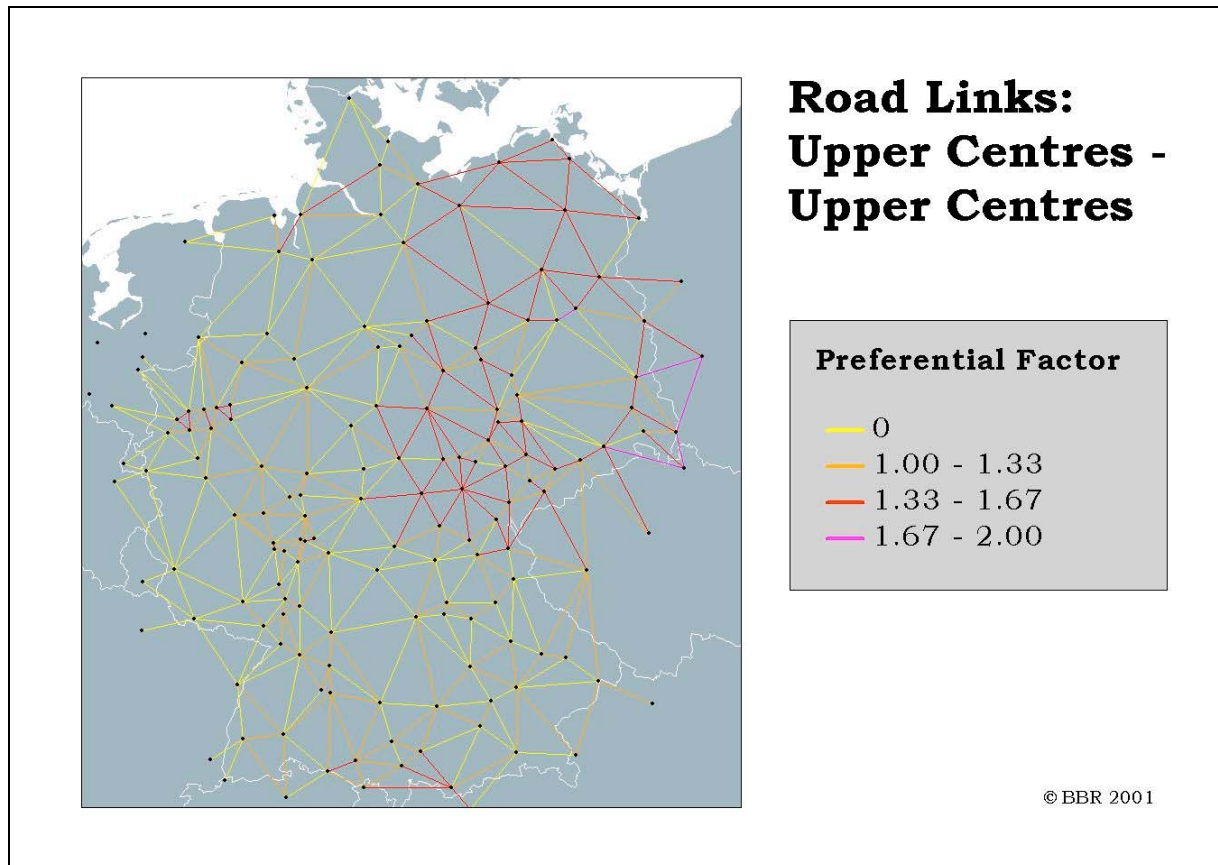 Road Links:
Upper Centres -
Upper Centres
Preferential Factor
0
1.00 - 1.33
1.33 - 1.67
1.67 - 2.00
© BBR 2001